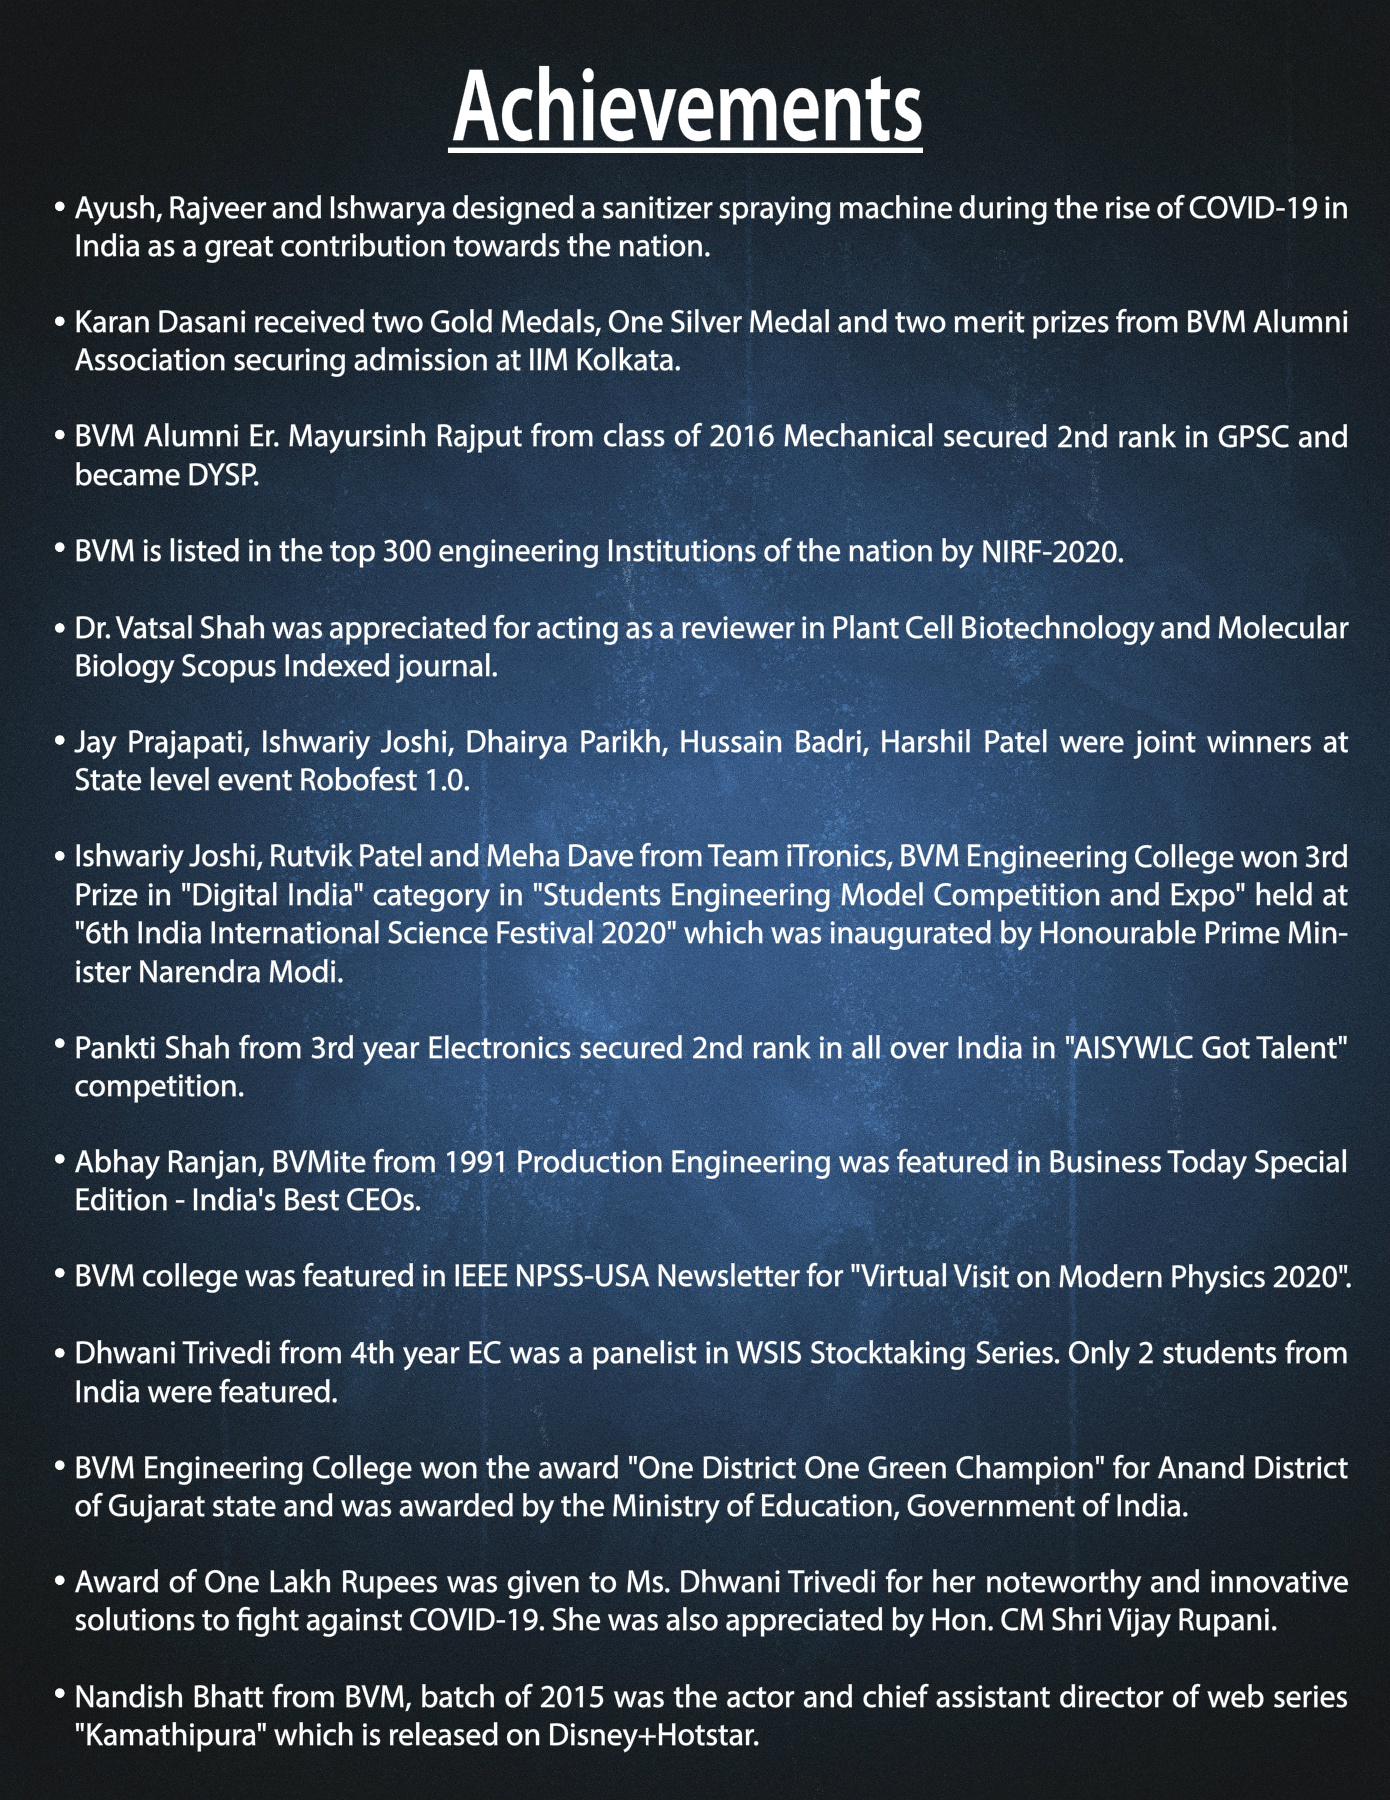 Achievements
• Ayush, Rajveer and Ishwarya designed a sanitizer spraying machine during the rise of COVID-19 in
India as a great contribution towards the nation.
• Karan Dasani received two Gold Medals, One Silver Medal and two merit prizes from BVM Alumni
Association securing admission at IIM Kolkata.
• BVM Alumni Er. Mayursinh Rajput from class of 2016 Mechanical secured 2nd rank in GPSC and
became DYSP.
• BVM is listed in the top 300 engineering Institutions of the nation by NIRF-2020.
• Dr. Vatsal Shah was appreciated for acting as a reviewer in Plant Cell Biotechnology and Molecular
Biology Scopus Indexed journal.
• Jay Prajapati, Ishwariy Joshi, Dhairya Parikh, Hussain Badri, Harshil Patel were joint winners at
State level event Robofest 1.0.
• Ishwariy Joshi, Rutvik Patel and Meha Dave from Team iTronics, BVM Engineering College won 3rd
Prize in "Digital India" category in "Students Engineering Model Competition and Expo" held at
"6th India International Science Festival 2020" which was inaugurated by Honourable Prime Min-
ister Narendra Modi.
• Pankti Shah from 3rd year Electronics secured 2nd rank in all over India in "AISYWLC Got Talent"
competition.
• Abhay Ranjan, BVMite from 1991 Production Engineering was featured in Business Today Special
Edition - India's Best CEOs.
• BVM college was featured in IEEE NPSS-USA Newsletter for "Virtual Visit on Modern Physics 2020".
• Dhwani Trivedi from 4th year EC was a panelist in WSIS Stocktaking Series. Only 2 students from
India were featured.
• BVM Engineering College won the award "One District One Green Champion" for Anand District
of Gujarat state and was awarded by the Ministry of Education, Government of India.
• Award of One Lakh Rupees was given to Ms. Dhwani Trivedi for her noteworthy and innovative
solutions to fight against COVID-19. She was also appreciated by Hon. CM Shri Vijay Rupani.
• Nandish Bhatt from BVM, batch of 2015 was the actor and chief assistant director of web series
"Kamathipura" which is released on Disney+Hotstar.